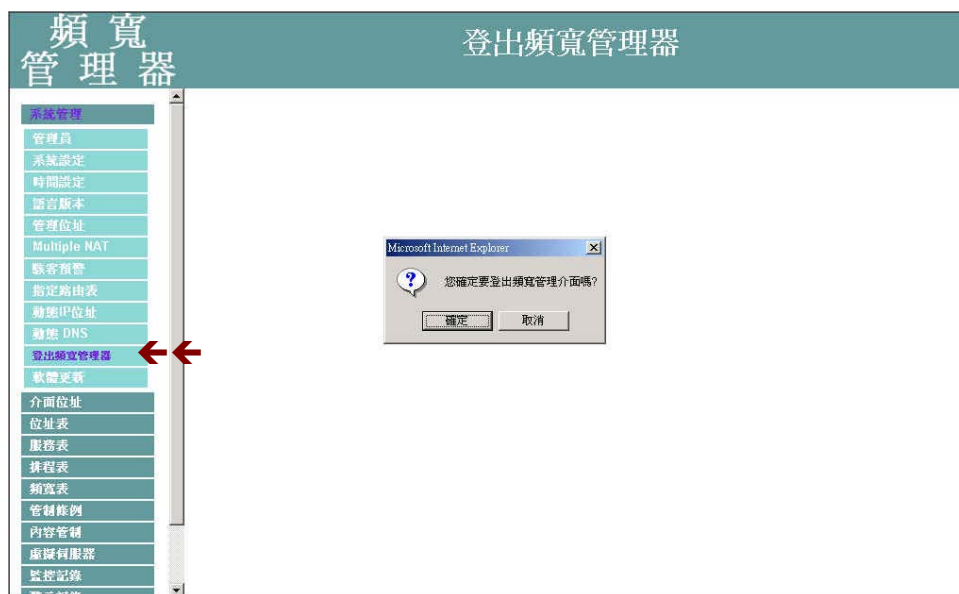 頻寬
管理器
登出頻寬管理器
系統管理
管理員
系統設定
時間設定
語言版本
管理位址
Multiple NAT
駭客預警
指定路由表
動態IP位址
動態 DNS
登出頻寬管理器
軟體更新
介面位址
位址表
服務表
排程表
頻寬表
管制條例
內容管制
虛擬伺服器
監控記錄
Microsoft Internet Explorer
您確定要登出頻寬管理介面嗎?
確定
取消